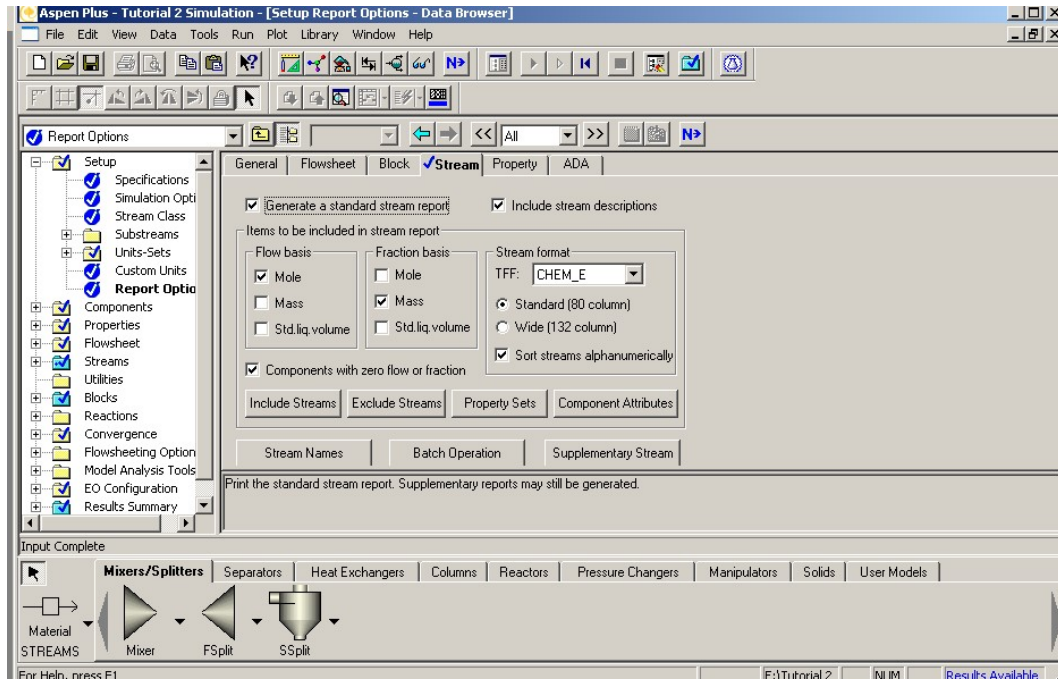 Aspen Plus - Tutorial 2 Simulation - [Setup Report Options - Data Browser]
File Edit View Data Tools Run Plot Library Window Help
N>
Report Options
<< All >> N>
Setup
Specifications
Simulation Opti
Stream Class
Substreams
Units-Sets
Custom Units
Report Optio
Components
Properties
Flowsheet
Streams
Utilities
Blocks
Reactions
Convergence
Flowsheeting Option
Model Analysis Tools
EO Configuration
Results Summary
General Flowsheet Block Stream Property ADA
Generate a standard stream report Include stream descriptions
Items to be included in stream report
Flow basis Fraction basis Stream format
Mole Mole TFF: CHEM_E
Mass Mass Standard (80 column)
Std.liq.volume Std.liq.volume Wide (132 column)
Sort streams alphanumerically
Components with zero flow or fraction
Include Streams Exclude Streams Property Sets Component Attributes
Stream Names Batch Operation Supplementary Stream
Print the standard stream report. Supplementary reports may still be generated.
Input Complete
Mixers/Splitters Separators Heat Exchangers Columns Reactors Pressure Changers Manipulators Solids User Models
Material
STREAMS Mixer FSplit SSplit
For Help, press F1 E:\Tutorial 2 NUM Results Available